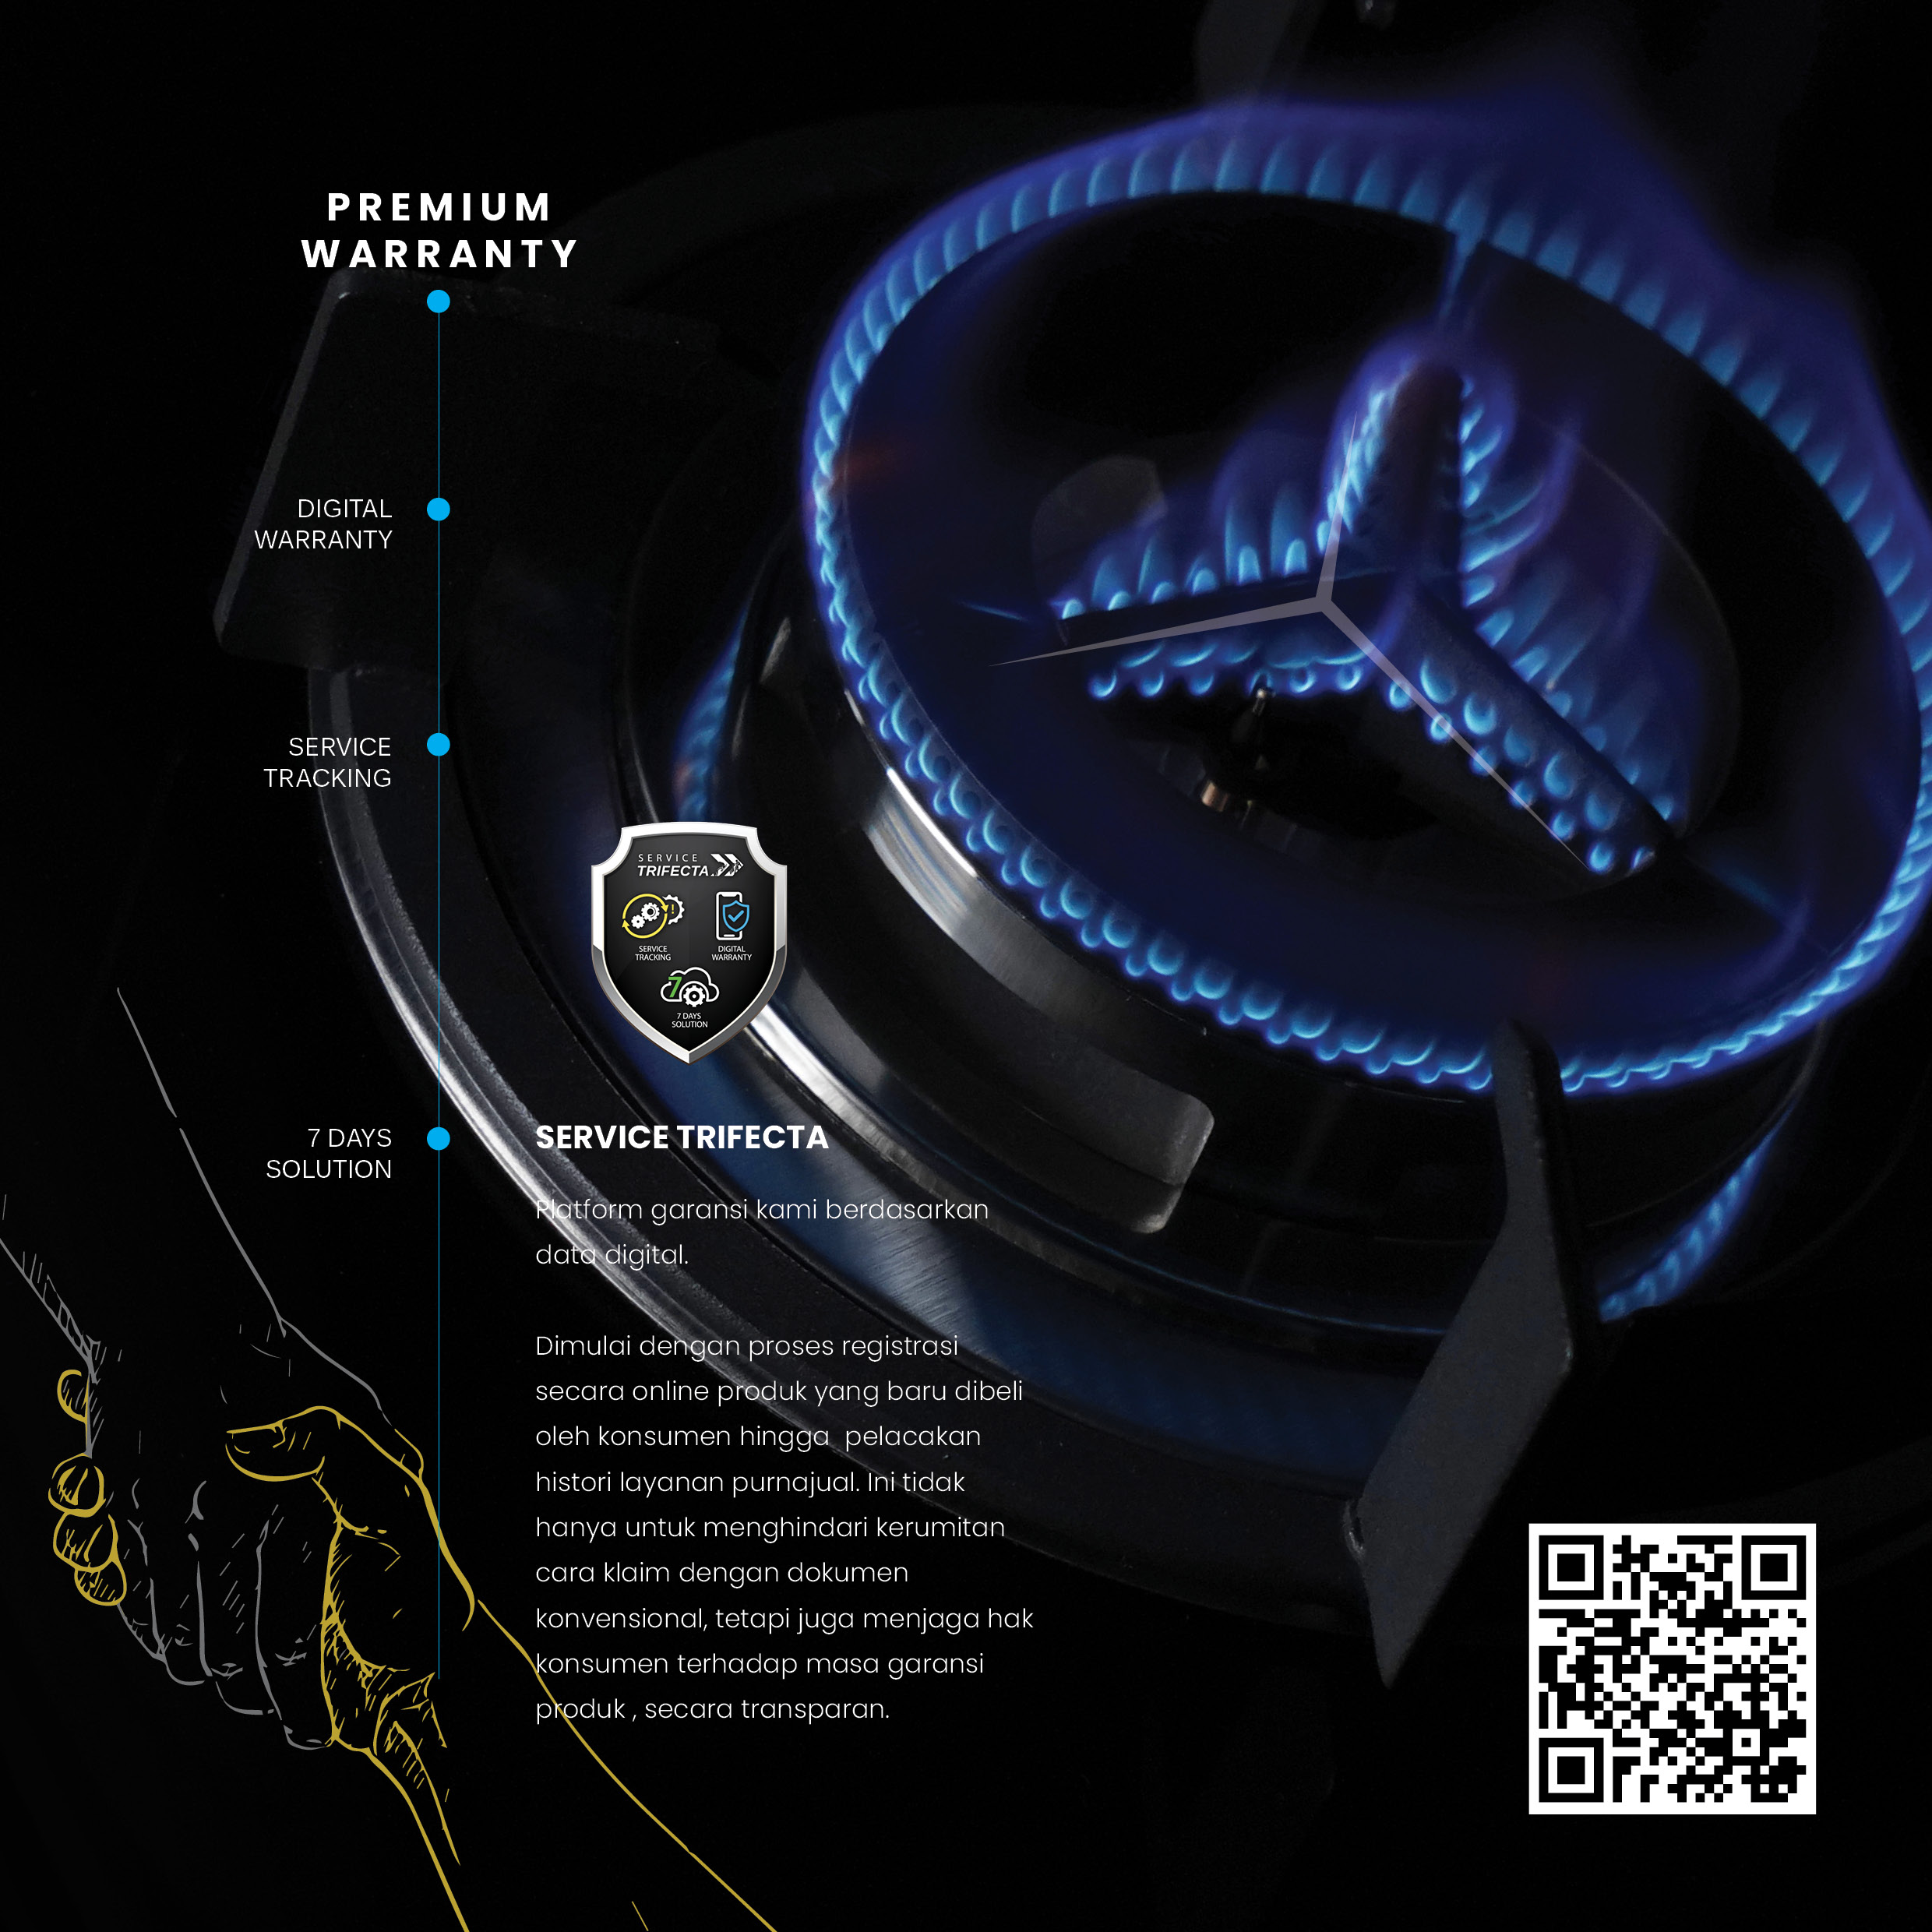 PREMIUM
WARRANTY
DIGITAL
WARRANTY
SERVICE
TRACKING
SERVICE
TRIFECTA
SERVICE
TRACKING
DIGITAL
WARRANTY
7
7 DAYS
SOLUTION
7 DAYS
SOLUTION
SERVICE TRIFECTA
Platform garansi kami berdasarkan
data digital.
Dimulai dengan proses registrasi
secara online produk yang baru dibeli
oleh konsumen hingga  pelacakan
histori layanan purnajual. Ini tidak
hanya untuk menghindari kerumitan
cara klaim dengan dokumen
konvensional, tetapi juga menjaga hak
konsumen terhadap masa garansi
produk , secara transparan.